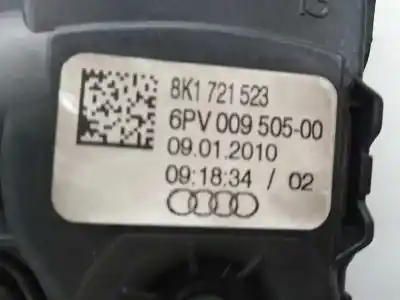 8K1 721 523
6PV 009 505-00
09.01.2010
09:18:34 / 02